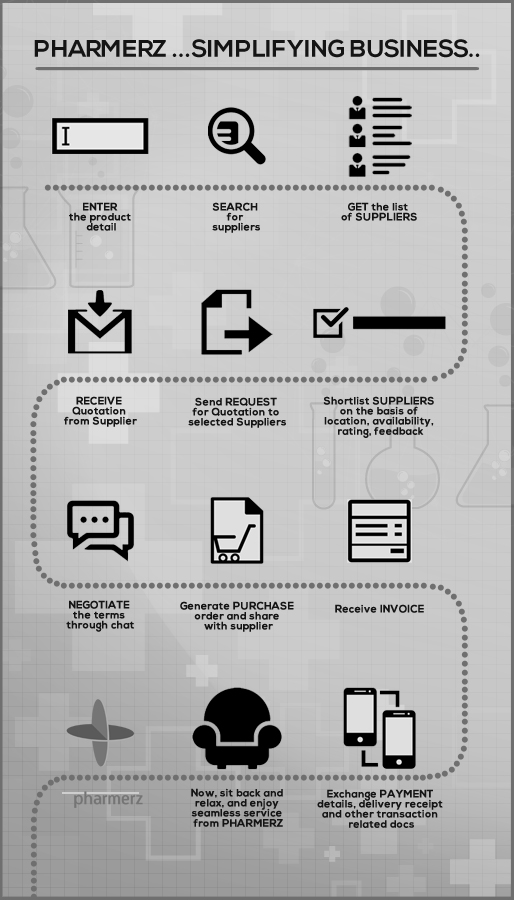 PHARMERZ ...SIMPLIFYING BUSINESS..
ENTER
the product
detail
SEARCH
for
suppliers
GET the list
of SUPPLIERS
Shortlist SUPPLIERS
on the basis of
location, availability,
rating, feedback
Send REQUEST
for Quotation to
selected Suppliers
RECEIVE
Quotation
from Supplier
NEGOTIATE
the terms
through chat
Generate PURCHASE
order and share
with supplier
Receive INVOICE
Exchange PAYMENT
details, delivery receipt
and other transaction
related docs
Now, sit back and
relax, and enjoy
seamless service
from PHARMERZ
pharmerz